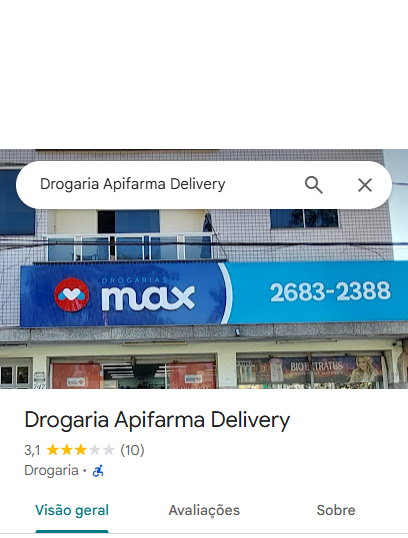 Drogaria Apifarma Delivery
DROGARIAS
max
2683-2388
BIO EXTRATUS
Drogaria Apifarma Delivery
3,1 (10)
Drogaria ·
Visão geral
Avaliações
Sobre